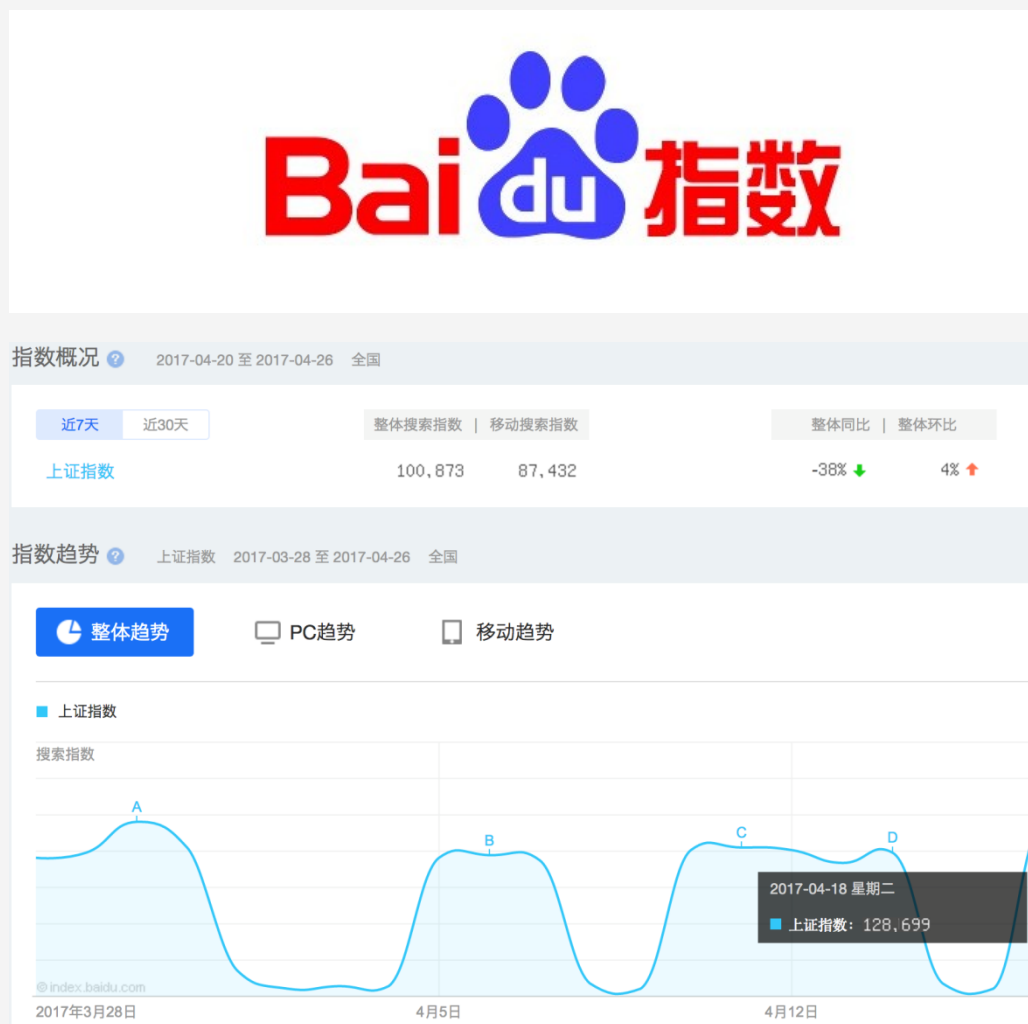 Baidu指数
指数概况 ? 2017-04-20 至 2017-04-26 全国
近7天 近30天 整体搜索指数 | 移动搜索指数 整体同比 | 整体环比
上证指数 100,873 87,432 -38% 4%
指数趋势 ? 上证指数 2017-03-28 至 2017-04-26 全国
整体趋势 PC趋势 移动趋势
上证指数
搜索指数
A
B
C
D
2017-04-18 星期二
上证指数: 128,699
©index.baidu.com
2017年3月28日 4月5日 4月12日